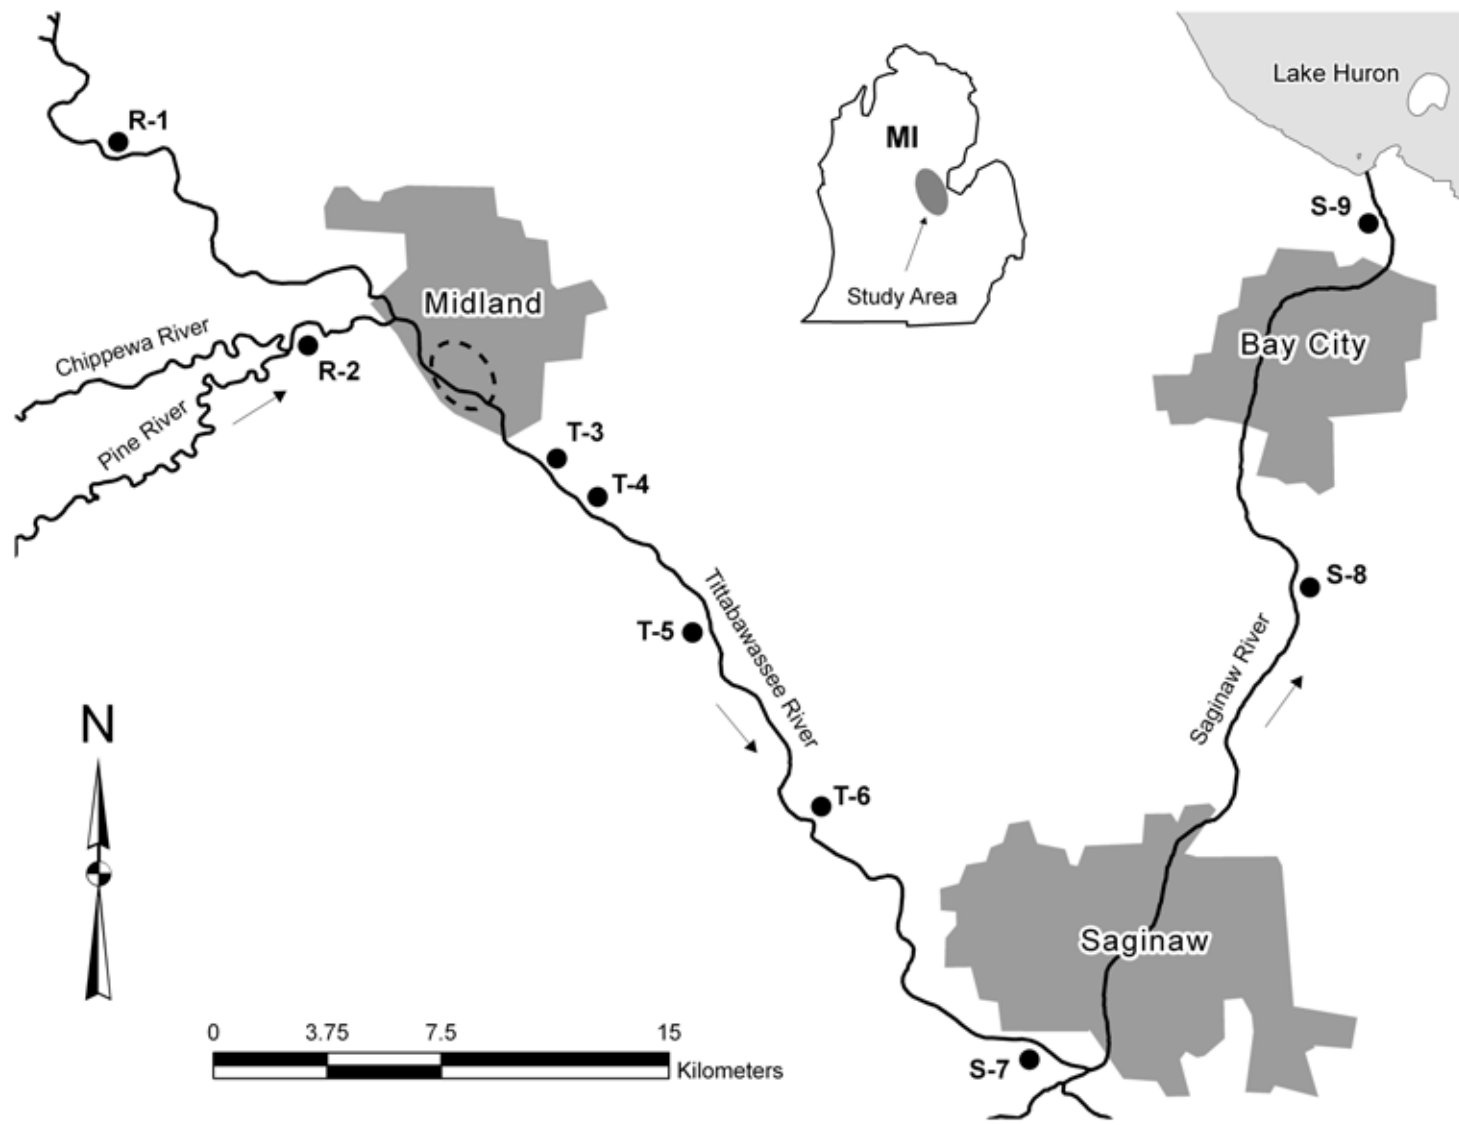 Lake Huron
R-1
MI
S-9
Study Area
Midland
Chippewa River
R-2
Bay City
Pine River
T-3
T-4
S-8
T-5
Tittabawassee River
Saginaw River
N
T-6
Saginaw
0 3.75 7.5 15
Kilometers
S-7